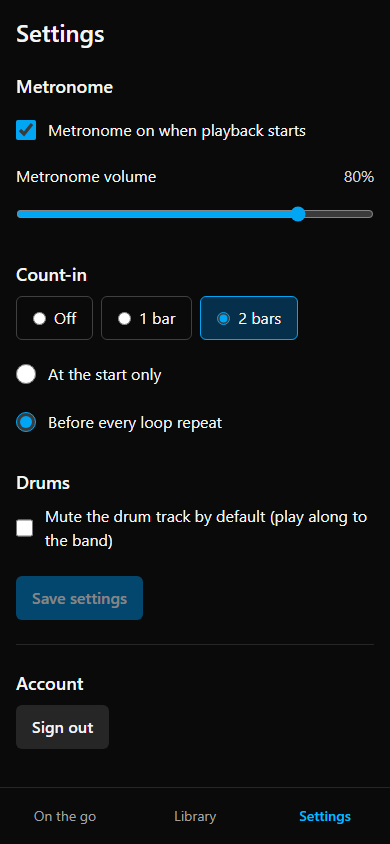 Settings
Metronome
Metronome on when playback starts
Metronome volume 80%
Count-in
Off 1 bar 2 bars
At the start only
Before every loop repeat
Drums
Mute the drum track by default (play along to
the band)
Save settings
Account
Sign out
On the go Library Settings